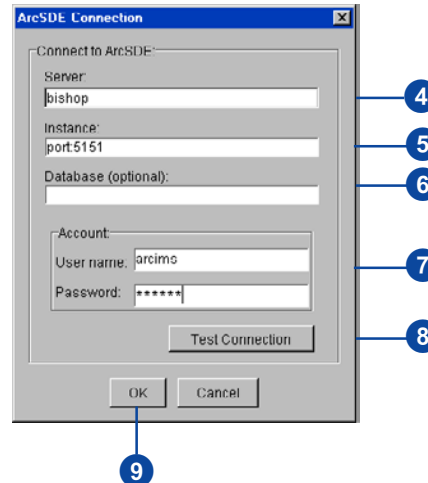 ArcSDE Connection
Connect to ArcSDE:
Server:
bishop
4
Instance:
port:5151
5
Database (optional):
6
Account:
User name: arcims
7
Password: ******
Test Connection
8
OK Cancel
9